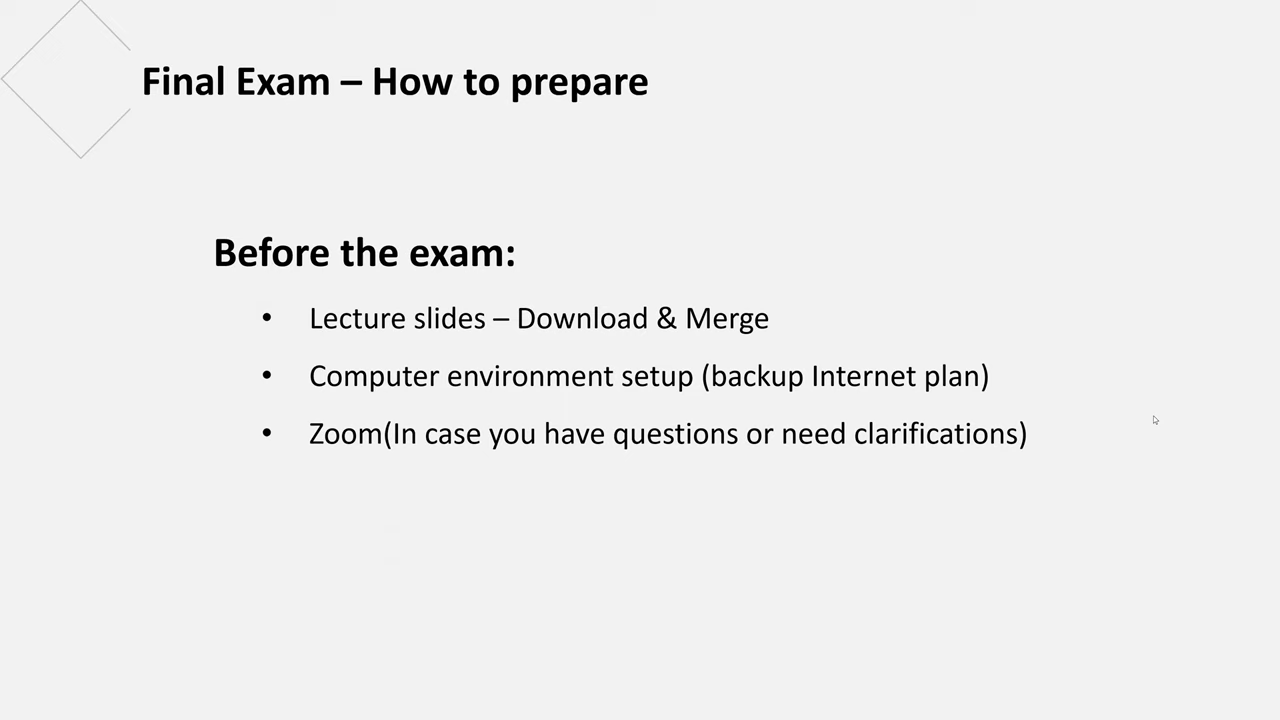 Final Exam – How to prepare
Before the exam:
• Lecture slides – Download & Merge
• Computer environment setup (backup Internet plan)
• Zoom(In case you have questions or need clarifications)